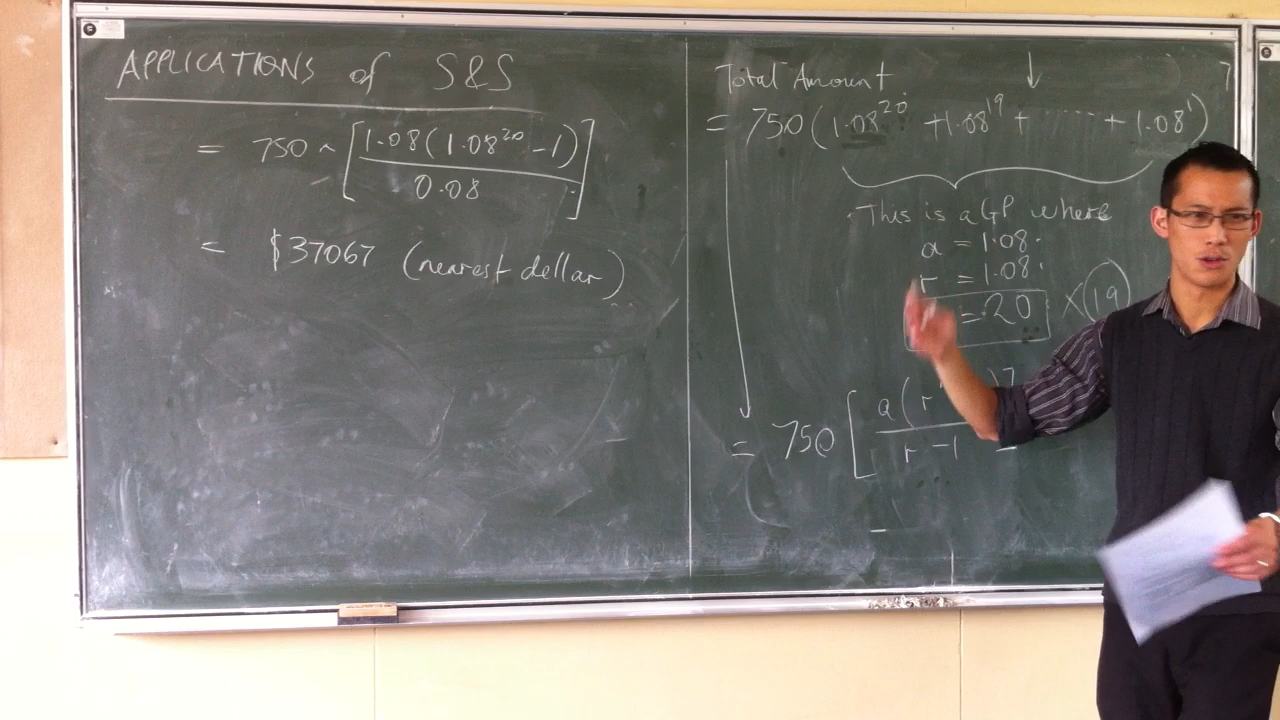 APPLICATIONS of S&S
= 750 × [1.08(1.08²⁰ - 1) / 0.08]
= $37067 (nearest dollar)
Total Amount
= 750(1.08²⁰ + 1.08¹⁹ + ...... + 1.08¹)
This is a GP where
a = 1.08
r = 1.08
= 20 × (19)
= 750 [a(r
r - 1